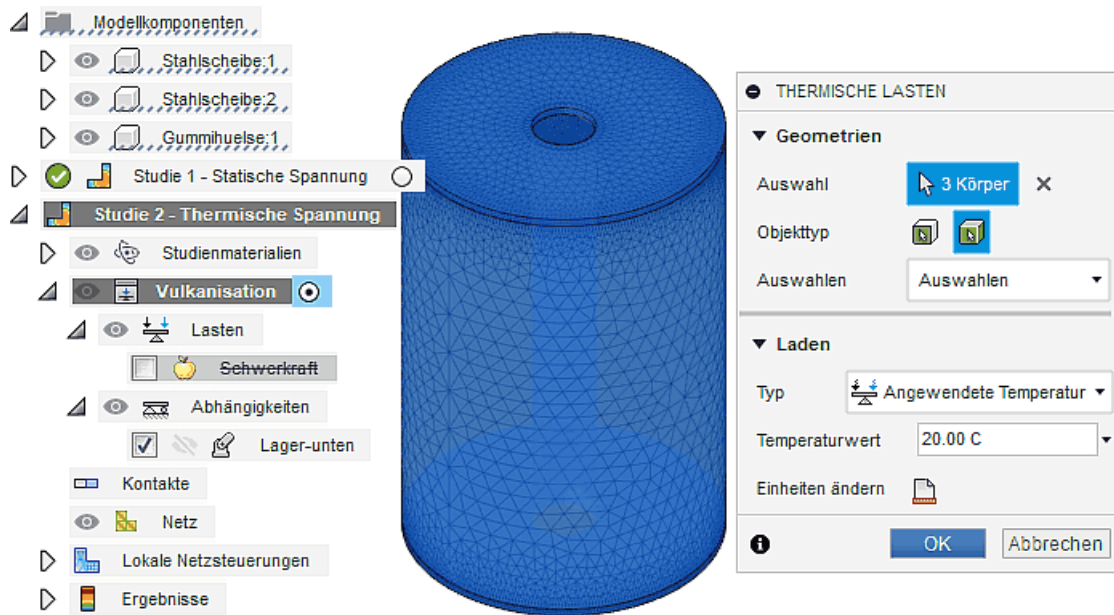 Modellkomponenten
Stahlscheibe:1
Stahlscheibe:2
Gummihuelse:1
Studie 1 - Statische Spannung
Studie 2 - Thermische Spannung
Studienmaterialien
Vulkanisation
Lasten
Schwerkraft
Abhängigkeiten
Lager-unten
Kontakte
Netz
Lokale Netzsteuerungen
Ergebnisse
THERMISCHE LASTEN
Geometrien
Auswahl 3 Körper
Objekttyp
Auswahlen Auswahlen
Laden
Typ Angewendete Temperatur
Temperaturwert 20.00 C
Einheiten ändern
OK Abbrechen